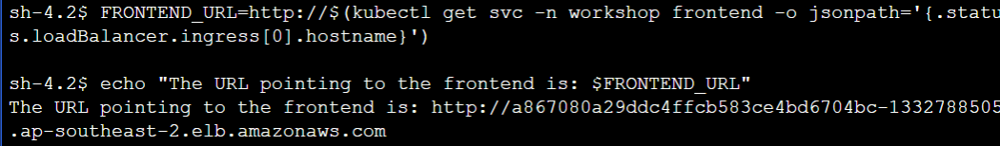 sh-4.2$ FRONTEND_URL=http://$(kubectl get svc -n workshop frontend -o jsonpath='{.statu
s.loadBalancer.ingress[0].hostname}')
sh-4.2$ echo "The URL pointing to the frontend is: $FRONTEND_URL"
The URL pointing to the frontend is: http://a867080a29ddc4ffcb583ce4bd6704bc-1332788505
.ap-southeast-2.elb.amazonaws.com